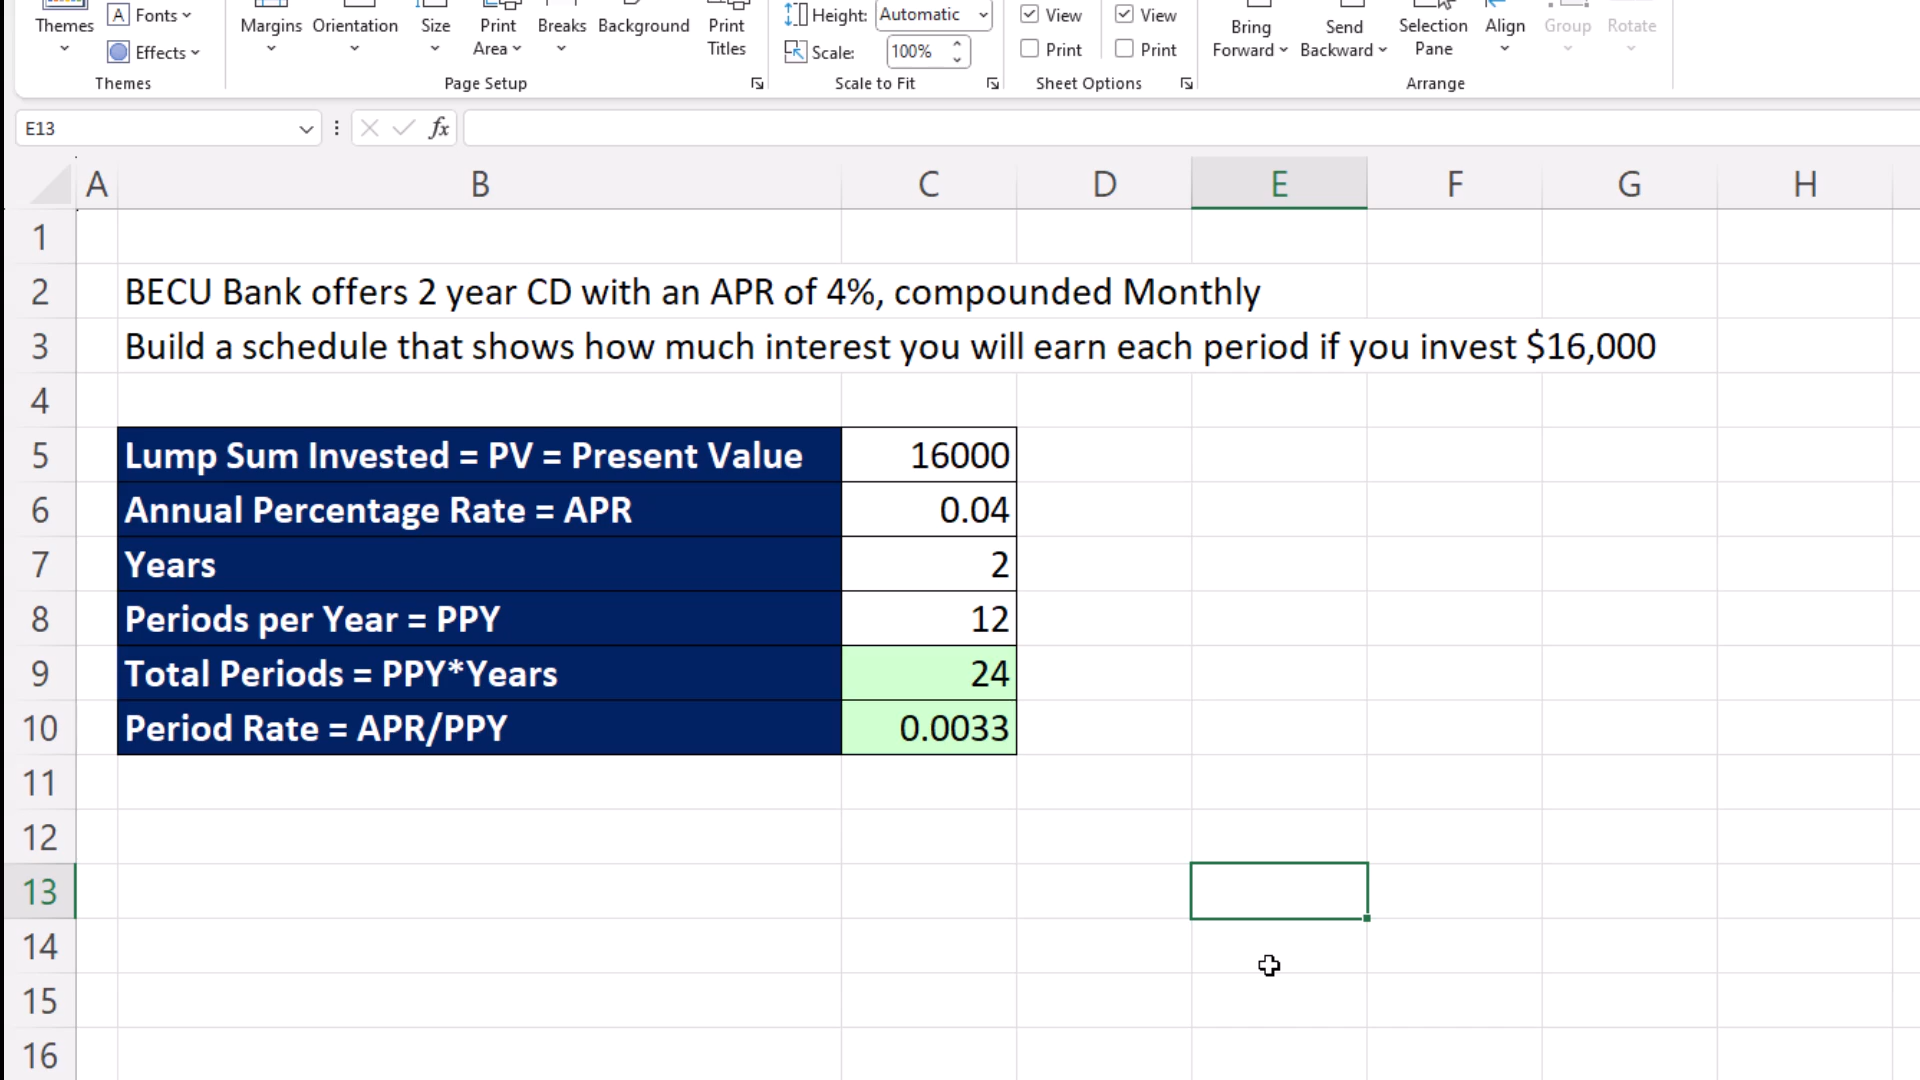 Themes
Fonts
Effects
Themes
Margins
Orientation
Size
Print Area
Breaks
Background
Print Titles
Page Setup
Height: Automatic
Scale: 100%
Scale to Fit
View
Print
View
Print
Sheet Options
Bring Forward
Send Backward
Selection Pane
Align
Group
Rotate
Arrange
E13
fx
A B C D E F G H
1
2 BECU Bank offers 2 year CD with an APR of 4%, compounded Monthly
3 Build a schedule that shows how much interest you will earn each period if you invest $16,000
4
5 Lump Sum Invested = PV = Present Value 16000
6 Annual Percentage Rate = APR 0.04
7 Years 2
8 Periods per Year = PPY 12
9 Total Periods = PPY*Years 24
10 Period Rate = APR/PPY 0.0033
11
12
13
14
15
16